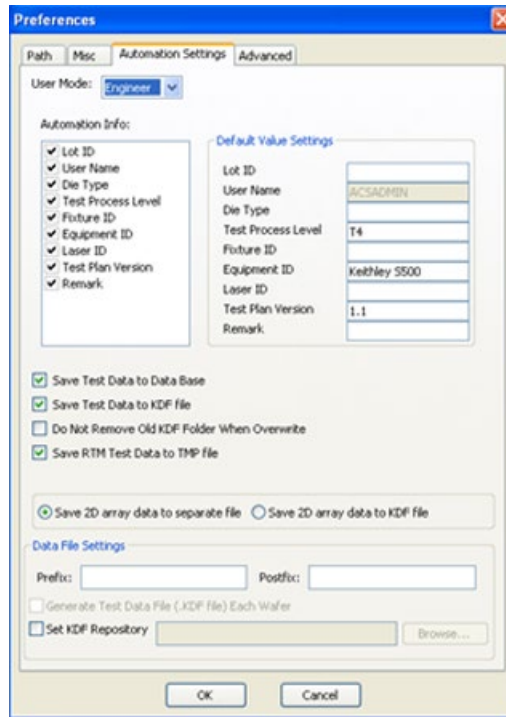 Preferences
Path Misc Automation Settings Advanced
User Mode: Engineer
Automation Info:
Lot ID
User Name
Die Type
Test Process Level
Fixture ID
Equipment ID
Laser ID
Test Plan Version
Remark
Default Value Settings
Lot ID
User Name ACSADMIN
Die Type
Test Process Level T4
Fixture ID
Equipment ID Keithley S500
Laser ID
Test Plan Version 1.1
Remark
Save Test Data to Data Base
Save Test Data to KDF file
Do Not Remove Old KDF Folder When Overwrite
Save RTM Test Data to TMP file
Save 2D array data to separate file Save 2D array data to KDF file
Data File Settings
Prefix: Postfix:
Generate Test Data File (.KDF file) Each Wafer
Set KDF Repository Browse...
OK Cancel